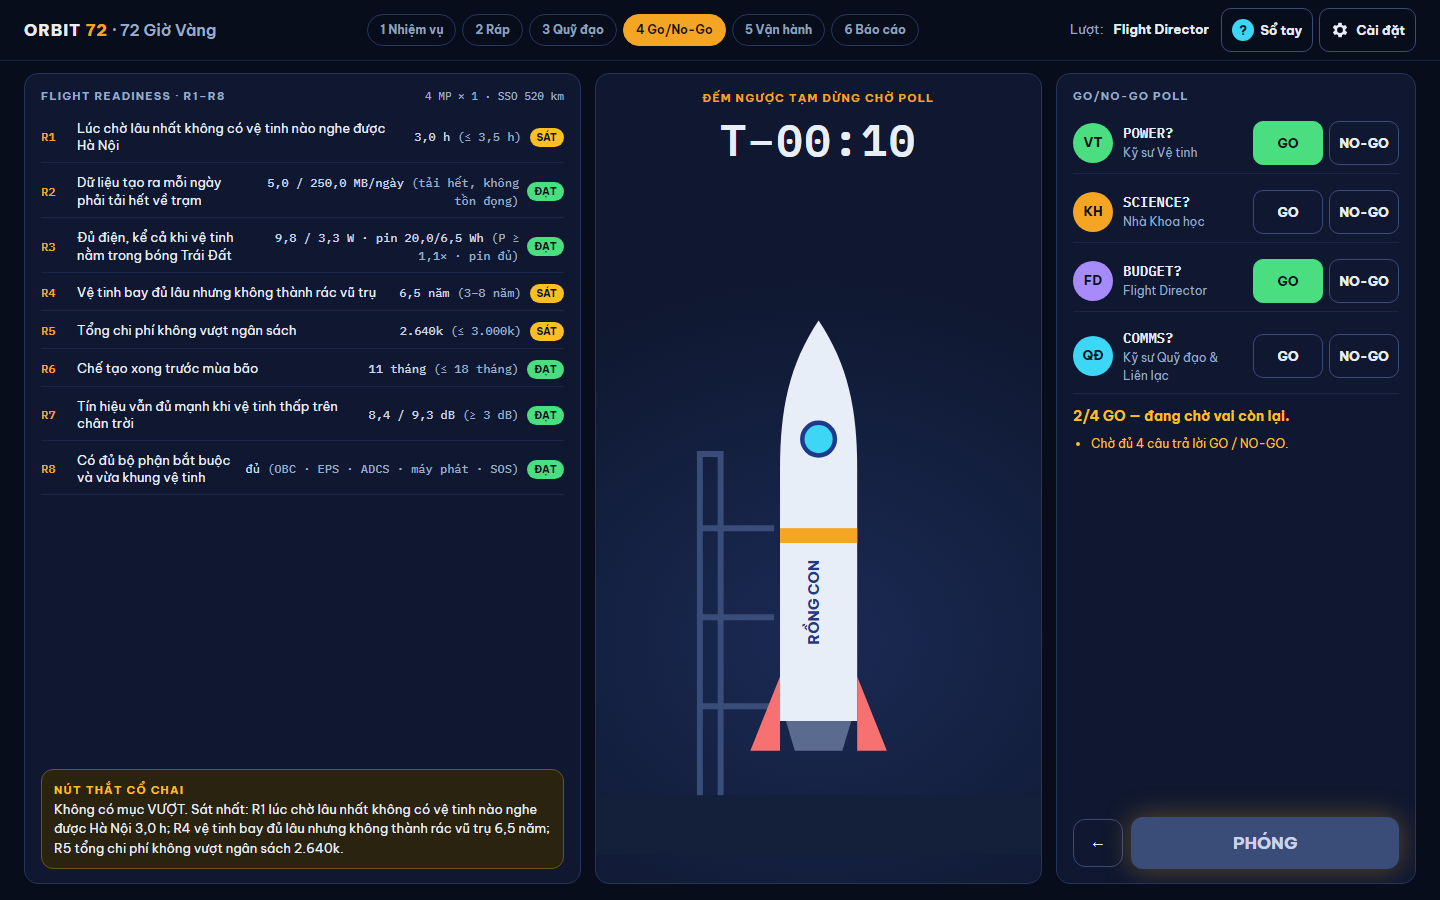 ORBIT 72 · 72 Giờ Vàng
1 Nhiệm vụ
2 Ráp
3 Quỹ đạo
4 Go/No-Go
5 Vận hành
6 Báo cáo
Lượt: Flight Director
? Sổ tay
Cài đặt
FLIGHT READINESS · R1–R8
4 MP × 1 · SSO 520 km
R1 Lúc chờ lâu nhất không có vệ tinh nào nghe được
Hà Nội
3,0 h (≤ 3,5 h) SÁT
R2 Dữ liệu tạo ra mỗi ngày
phải tải hết về trạm
5,0 / 250,0 MB/ngày (tải hết, không
tồn đọng) ĐẠT
R3 Đủ điện, kể cả khi vệ tinh
nằm trong bóng Trái Đất
9,8 / 3,3 W · pin 20,0/6,5 Wh (P ≥
1,1× · pin đủ) ĐẠT
R4 Vệ tinh bay đủ lâu nhưng không thành rác vũ trụ 6,5 năm (3–8 năm) SÁT
R5 Tổng chi phí không vượt ngân sách 2.640k (≤ 3.000k) SÁT
R6 Chế tạo xong trước mùa bão 11 tháng (≤ 18 tháng) ĐẠT
R7 Tín hiệu vẫn đủ mạnh khi vệ tinh thấp trên
chân trời
8,4 / 9,3 dB (≥ 3 dB) ĐẠT
R8 Có đủ bộ phận bắt buộc
và vừa khung vệ tinh
đủ (OBC · EPS · ADCS · máy phát · SOS) ĐẠT
NÚT THẮT CỔ CHAI
Không có mục VƯỢT. Sát nhất: R1 lúc chờ lâu nhất không có vệ tinh nào nghe
được Hà Nội 3,0 h; R4 vệ tinh bay đủ lâu nhưng không thành rác vũ trụ 6,5 năm;
R5 tổng chi phí không vượt ngân sách 2.640k.
ĐẾM NGƯỢC TẠM DỪNG CHỜ POLL
T–00:10
RỒNG CON
GO/NO-GO POLL
VT POWER?
Kỹ sư Vệ tinh
GO NO-GO
KH SCIENCE?
Nhà Khoa học
GO NO-GO
FD BUDGET?
Flight Director
GO NO-GO
QĐ COMMS?
Kỹ sư Quỹ đạo &
Liên lạc
GO NO-GO
2/4 GO — đang chờ vai còn lại.
• Chờ đủ 4 câu trả lời GO / NO-GO.
←
PHÓNG